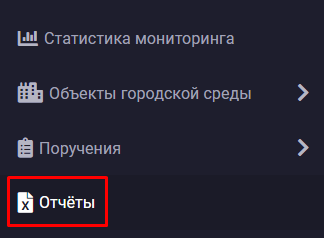 Статистика мониторинга
Объекты городской среды
Поручения
Отчёты